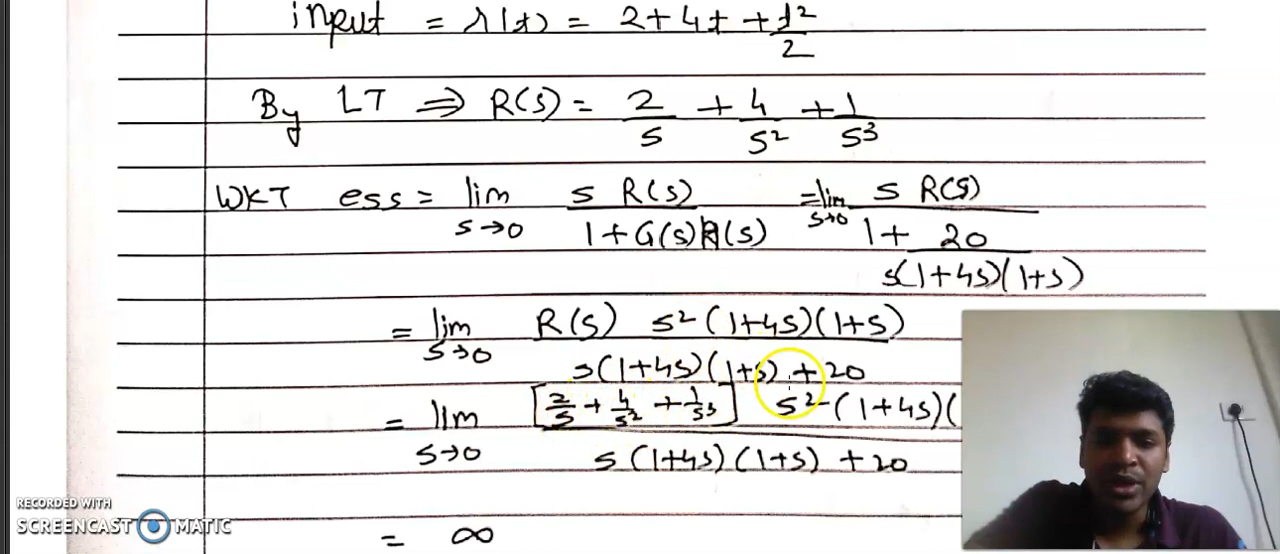 input = r(t) = 2 + 4t + t²/2
By LT ⇒ R(S) = 2/s + 4/s² + 1/s³
WKT ess = lim s→0 s R(s) / 1 + G(s)H(s) = lim s→0 s R(s) / 1 + 20 / s(1+4s)(1+s)
= lim s→0 R(s) s²(1+4s)(1+s) / s(1+4s)(1+s) + 20
= lim s→0 [2/s + 4/s² + 1/s³] s²(1+4s)( / s(1+4s)(1+s) + 20
= ∞
RECORDED WITH
SCREENCAST MATIC